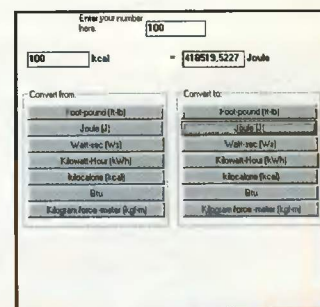 Enter your number
here. 100
100 kcal = 418519,5227 Joule
Convert from: Convert to:
Foot-pound (ft-lb) Foot-pound (ft-lb)
Joule (J) Joule (J)
Watt-sec (Ws) Watt-sec (Ws)
Kilowatt-Hour (kWh) Kilowatt-Hour (kWh)
kilocalorie (kcal) kilocalorie (kcal)
Btu Btu
Kilogram force-meter (kgf-m) Kilogram force-meter (kgf-m)